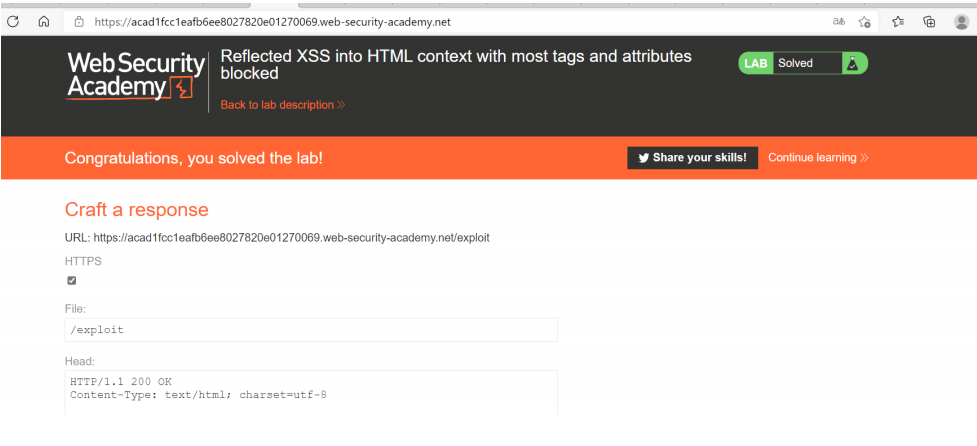 https://acad1fcc1eafb6ee8027820e01270069.web-security-academy.net
Web Security
Academy
Reflected XSS into HTML context with most tags and attributes
blocked
Back to lab description
LAB Solved
Congratulations, you solved the lab!
Share your skills!
Continue learning
Craft a response
URL: https://acad1fcc1eafb6ee8027820e01270069.web-security-academy.net/exploit
HTTPS
File:
/exploit
Head:
HTTP/1.1 200 OK
Content-Type: text/html; charset=utf-8